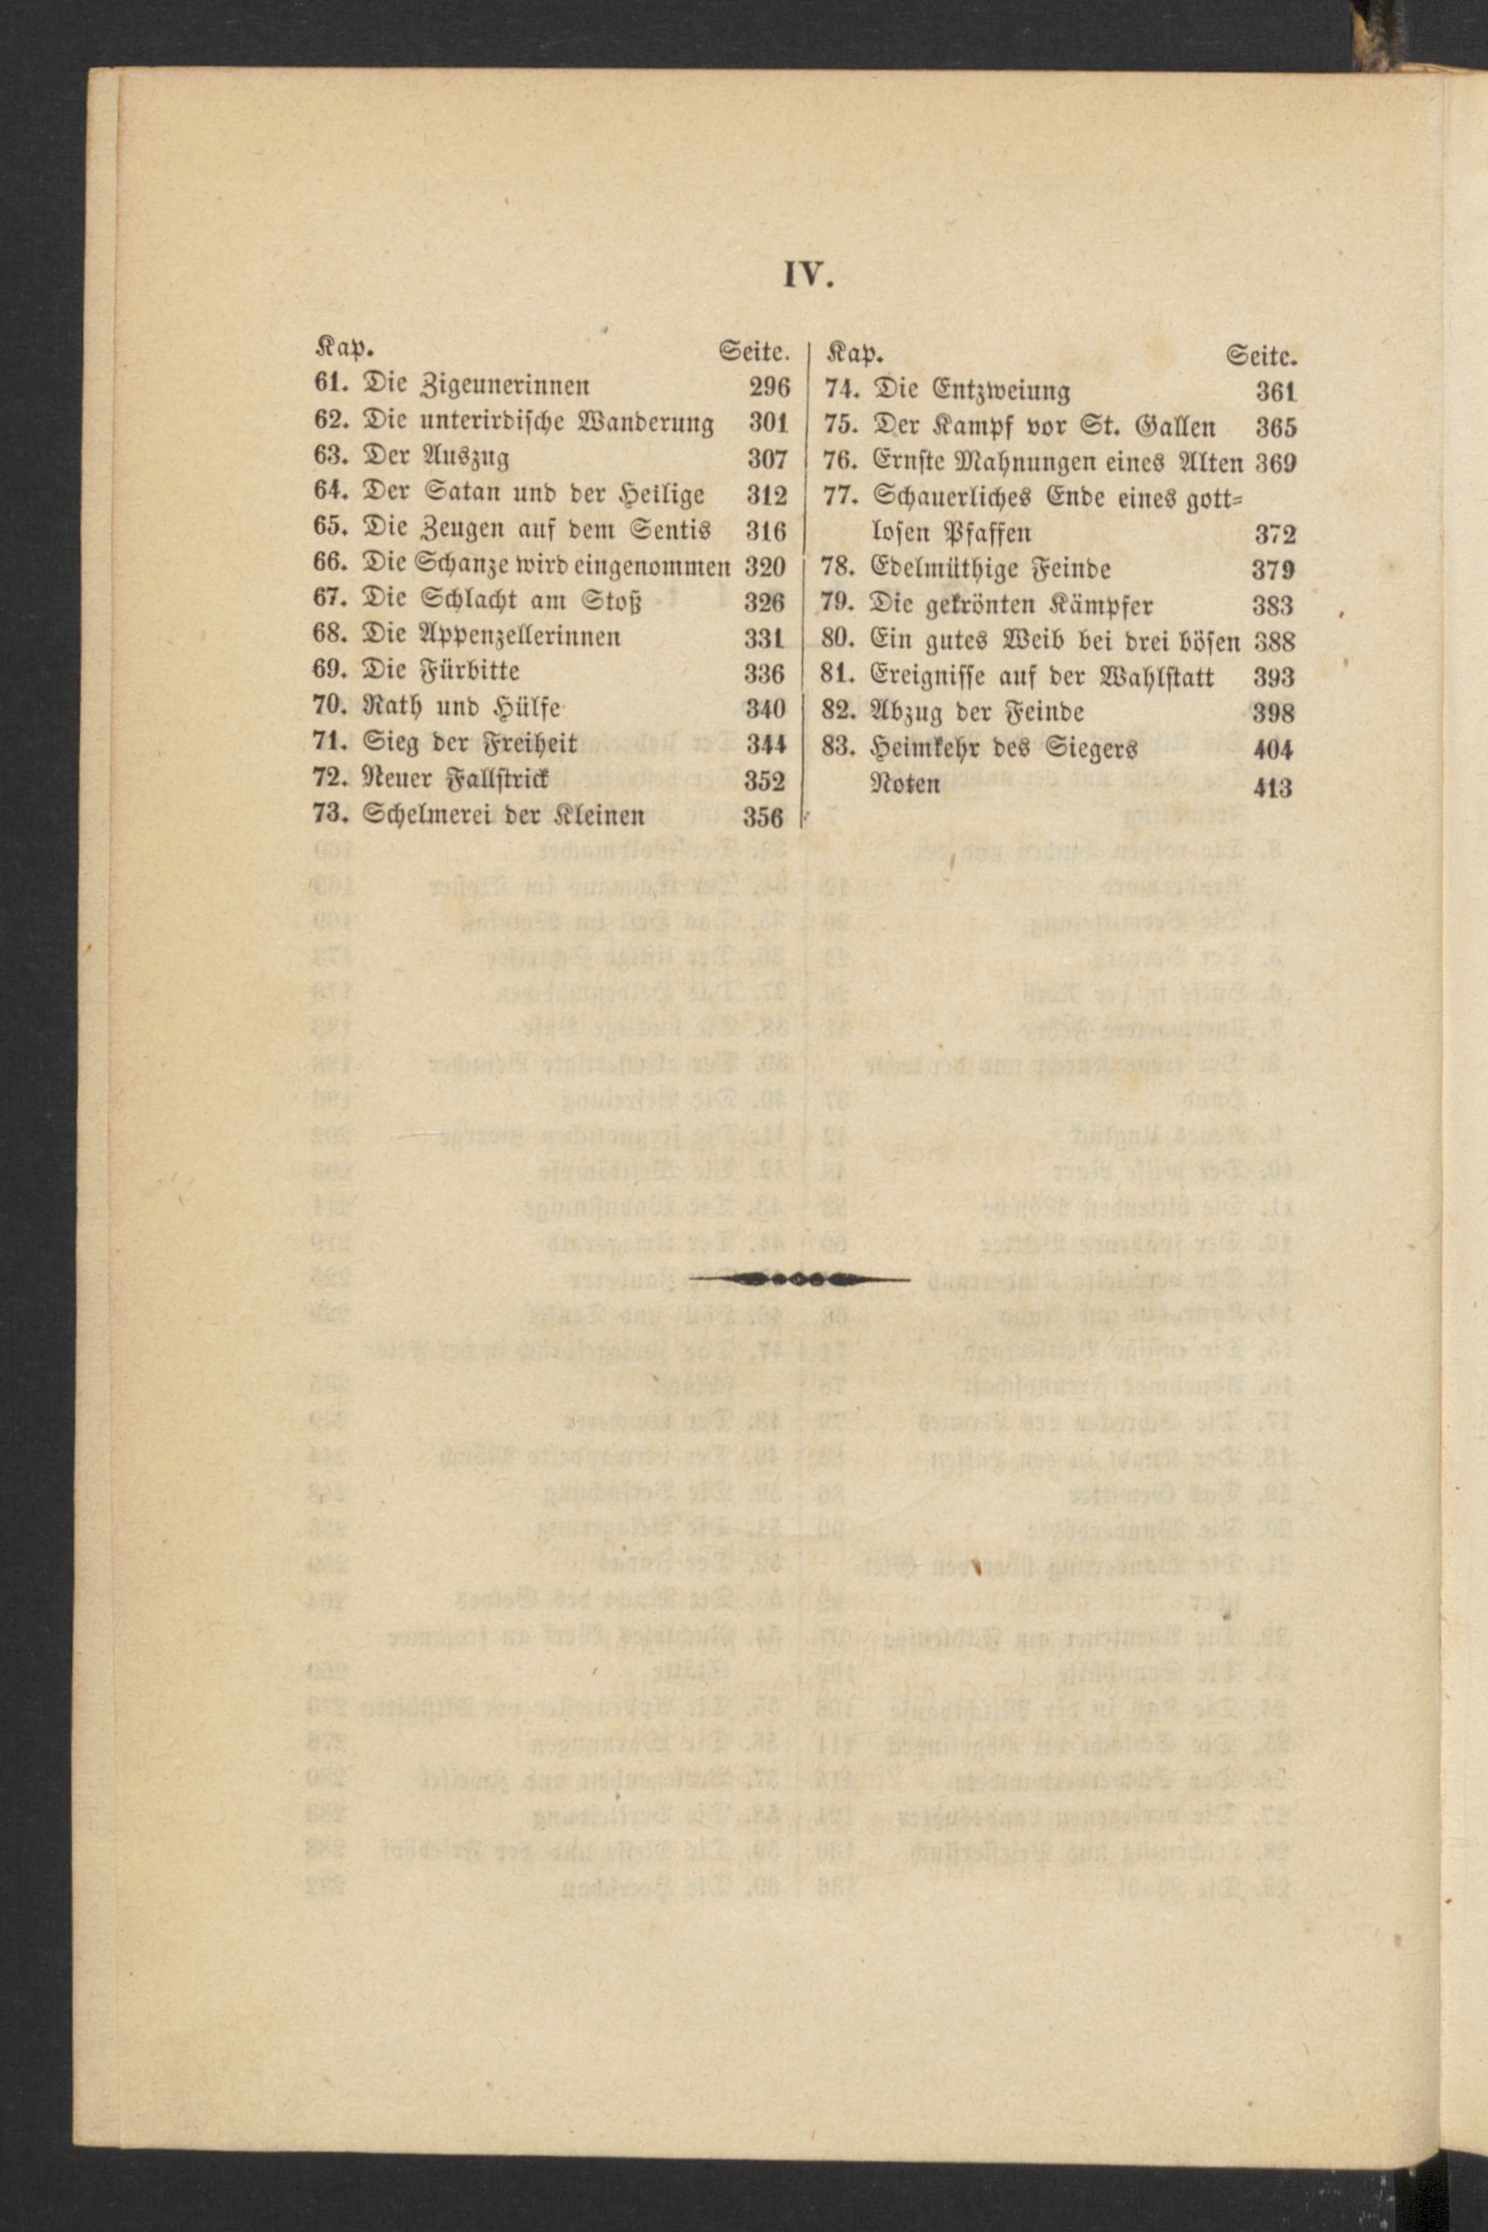 IV.
Kap. Seite.
61. Die Zigeunerinnen 296
62. Die unterirdische Wanderung 301
63. Der Auszug 307
64. Der Satan und der Heilige 312
65. Die Zeugen auf dem Sentis 316
66. Die Schanze wird eingenommen 320
67. Die Schlacht am Stoß 326
68. Die Appenzellerinnen 331
69. Die Fürbitte 336
70. Rath und Hülfe 340
71. Sieg der Freiheit 344
72. Neuer Fallstrick 352
73. Schelmerei der Kleinen 356
Kap. Seite.
74. Die Entzweiung 361
75. Der Kampf vor St. Gallen 365
76. Ernste Mahnungen eines Alten 369
77. Schauerliches Ende eines gott=
losen Pfaffen 372
78. Edelmüthige Feinde 379
79. Die gekrönten Kämpfer 383
80. Ein gutes Weib bei drei bösen 388
81. Ereignisse auf der Wahlstatt 393
82. Abzug der Feinde 398
83. Heimkehr des Siegers 404
Noten 413